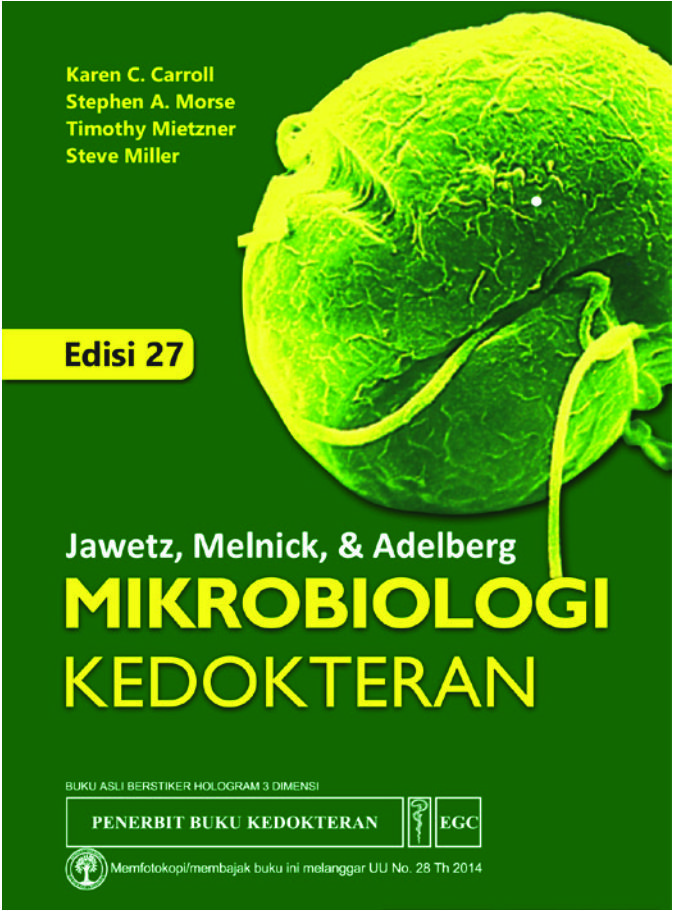 Karen C. Carroll
Stephen A. Morse
Timothy Mietzner
Steve Miller
Edisi 27
Jawetz, Melnick, & Adelberg
MIKROBIOLOGI
KEDOKTERAN
BUKU ASLI BERSTIKER HOLOGRAM 3 DIMENSI
PENERBIT BUKU KEDOKTERAN EGC
Memfotokopi/membajak buku ini melanggar UU No. 28 Th 2014